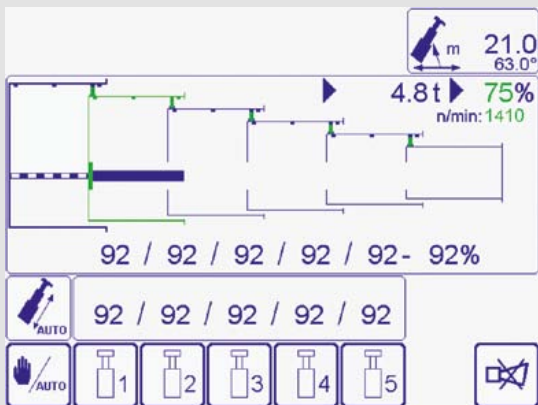 m 21.0
63.0°
4.8 t 75%
n/min: 1410
92 / 92 / 92 / 92 / 92 - 92%
AUTO 92 / 92 / 92 / 92 / 92
/AUTO 1 2 3 4 5